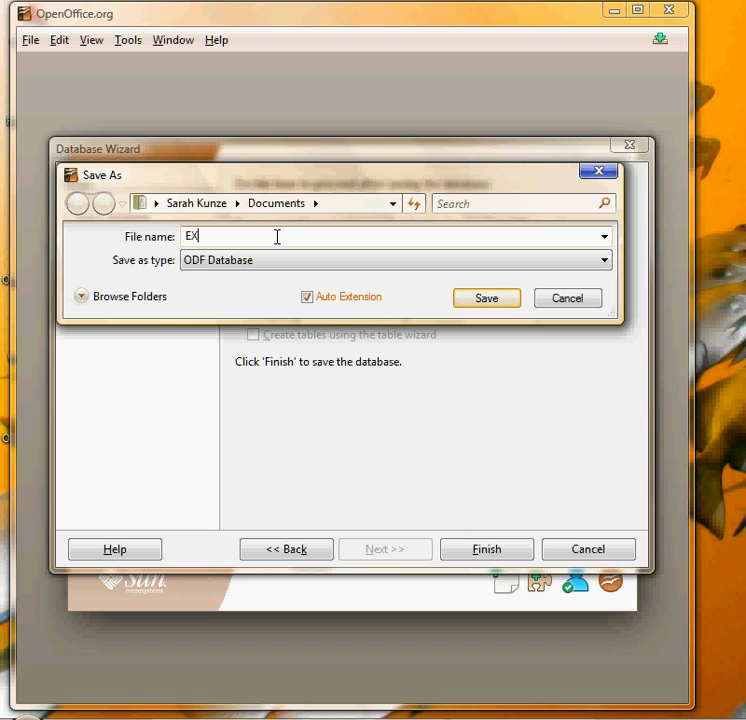 OpenOffice.org
File Edit View Tools Window Help
Database Wizard
Save As
Sarah Kunze Documents
Search
File name: EX
Save as type: ODF Database
Browse Folders
Auto Extension
Save
Cancel
Create tables using the table wizard
Click 'Finish' to save the database.
Help
<< Back
Next >>
Finish
Cancel
Sun
microsystems